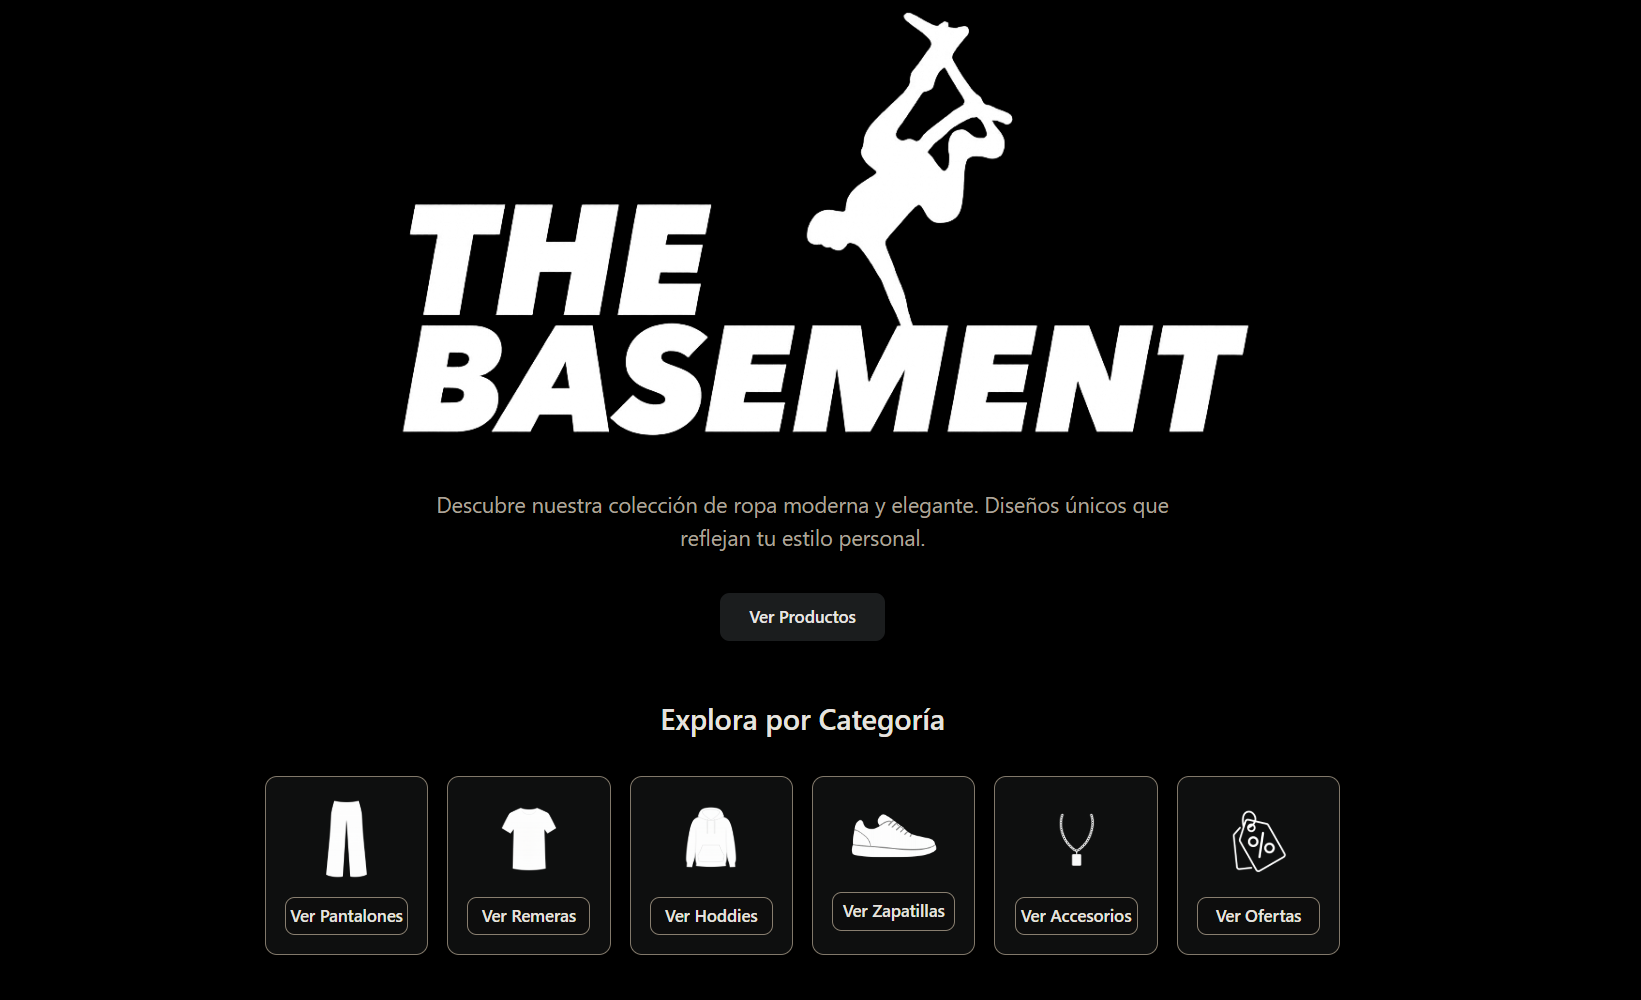 THE
BASEMENT
Descubre nuestra colección de ropa moderna y elegante. Diseños únicos que
reflejan tu estilo personal.
Ver Productos
Explora por Categoría
Ver Pantalones
Ver Remeras
Ver Hoddies
Ver Zapatillas
Ver Accesorios
%
Ver Ofertas